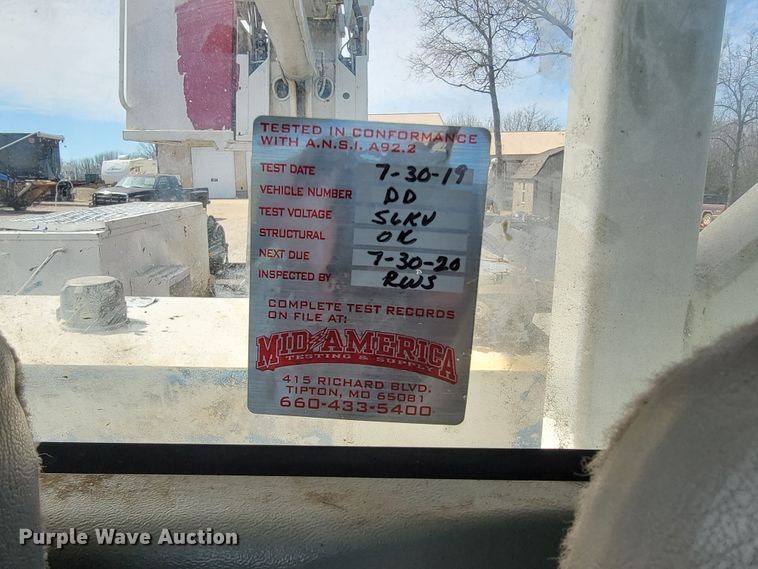 TESTED IN CONFORMANCE
WITH A.N.S.I. A92.2
TEST DATE 7-30-19
VEHICLE NUMBER DD
TEST VOLTAGE 56KV
STRUCTURAL OK
NEXT DUE 7-30-20
INSPECTED BY RWS
COMPLETE TEST RECORDS
ON FILE AT:
MID-AMERICA
TESTING & SUPPLY
415 RICHARD BLVD.
TIPTON, MO 65081
660-433-5400
Purple Wave Auction